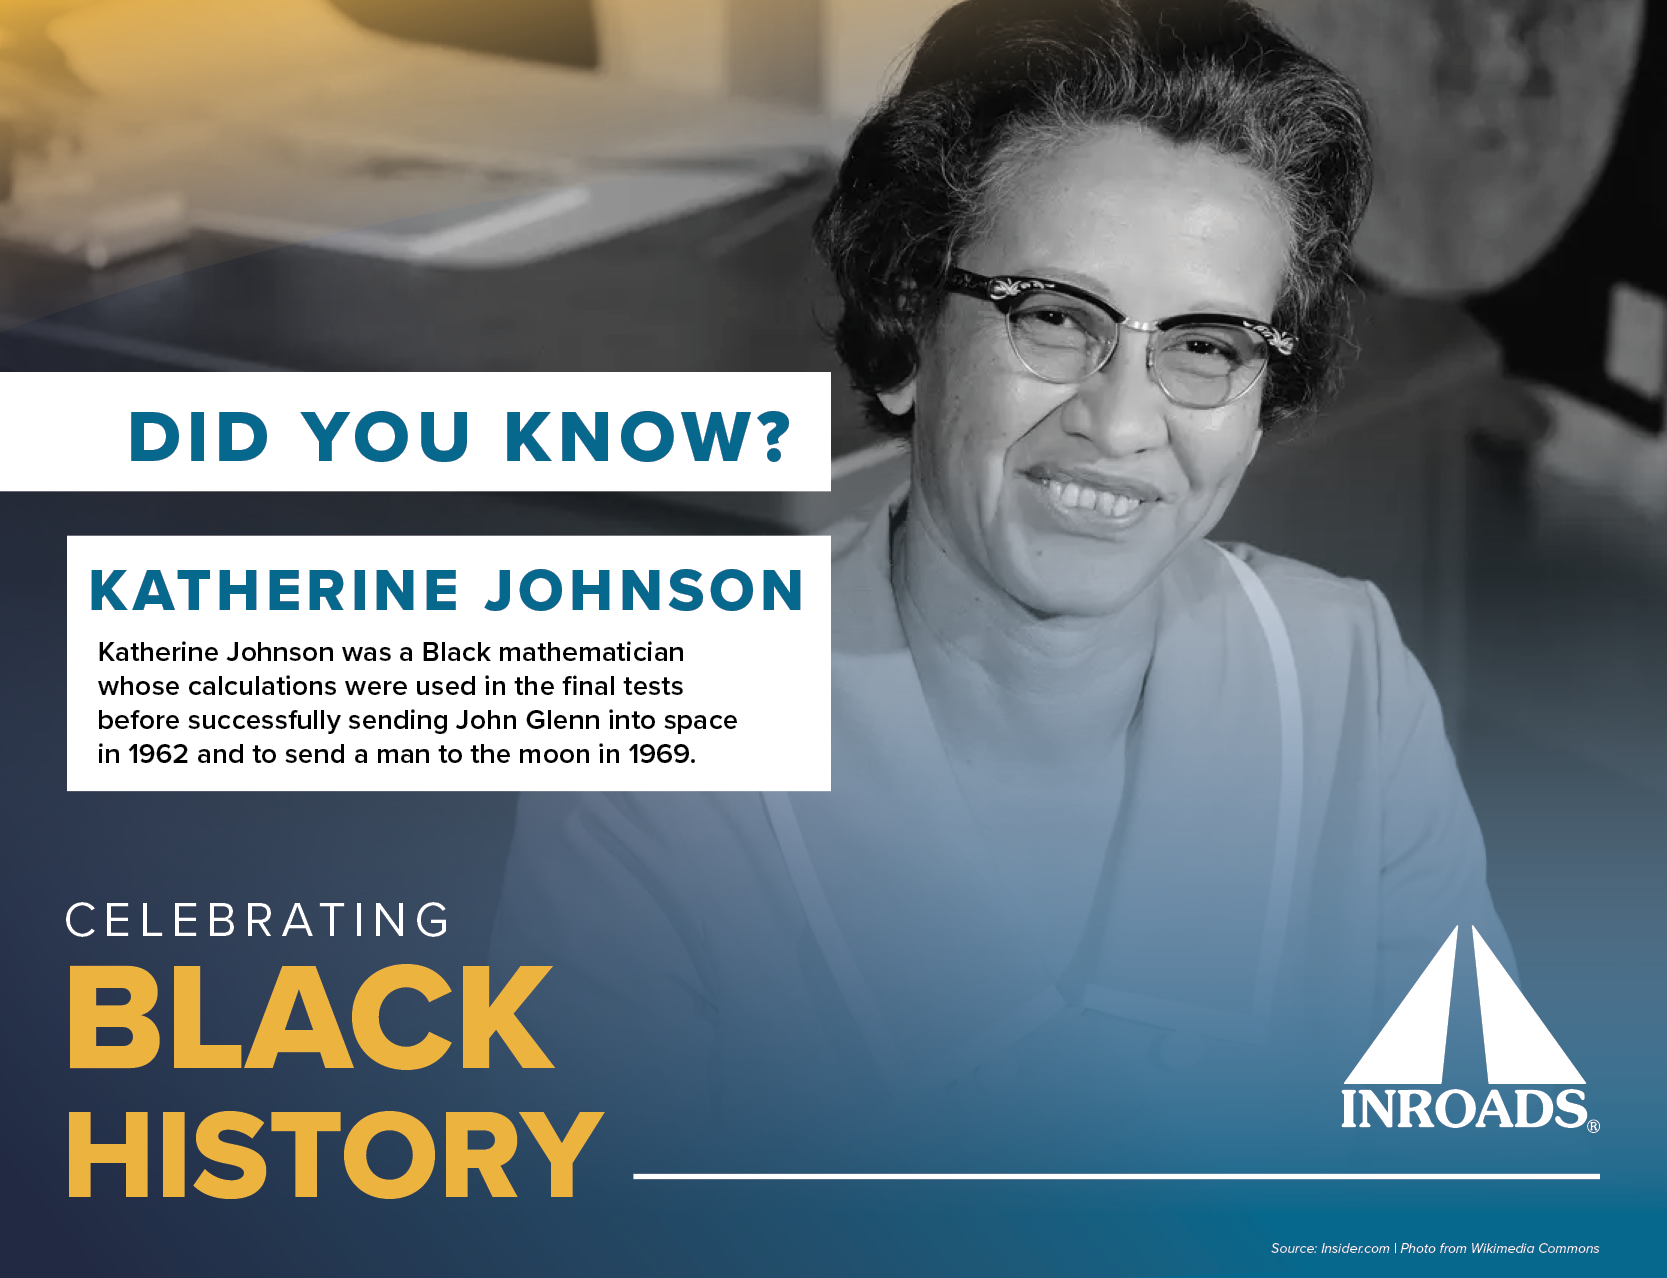 DID YOU KNOW?
KATHERINE JOHNSON
Katherine Johnson was a Black mathematician
whose calculations were used in the final tests
before successfully sending John Glenn into space
in 1962 and to send a man to the moon in 1969.
CELEBRATING
BLACK
HISTORY
INROADS®
Source: Insider.com | Photo from Wikimedia Commons